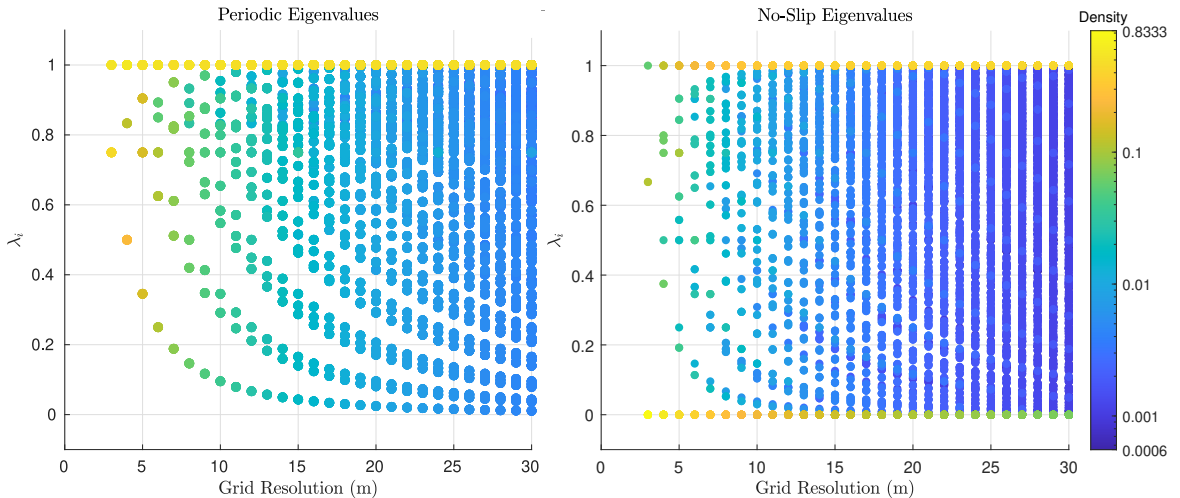 Periodic Eigenvalues
1
0.8
0.6
0.4
0.2
0
λi
0 5 10 15 20 25 30
Grid Resolution (m)
No-Slip Eigenvalues
1
0.8
0.6
0.4
0.2
0
λi
0 5 10 15 20 25 30
Grid Resolution (m)
Density
0.8333
0.1
0.01
0.001
0.0006